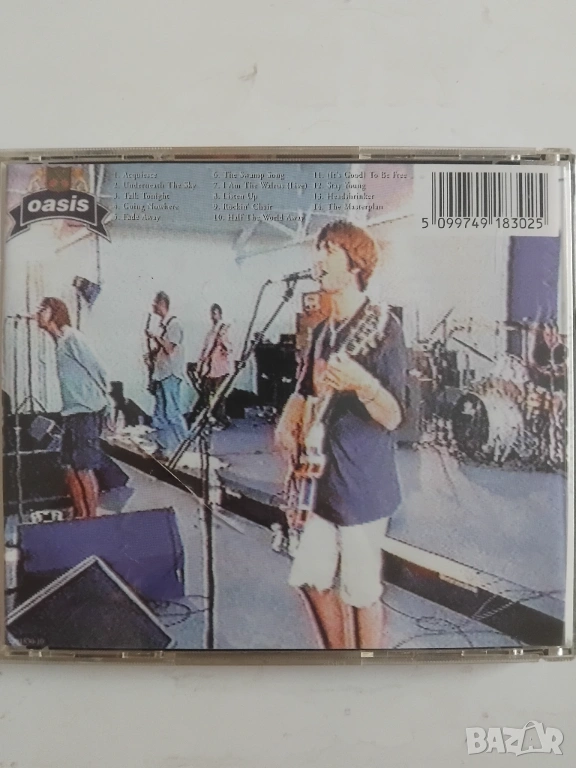 oasis
1. Acquiesce
2. Underneath The Sky
3. Talk Tonight
4. Going Nowhere
5. Fade Away
6. The Swamp Song
7. I Am The Walrus (Live)
8. Listen Up
9. Rockin' Chair
10. Half The World Away
11. (It's Good) To Be Free
12. Stay Young
13. Headshrinker
14. The Masterplan
5 099749 183025
BAZAR